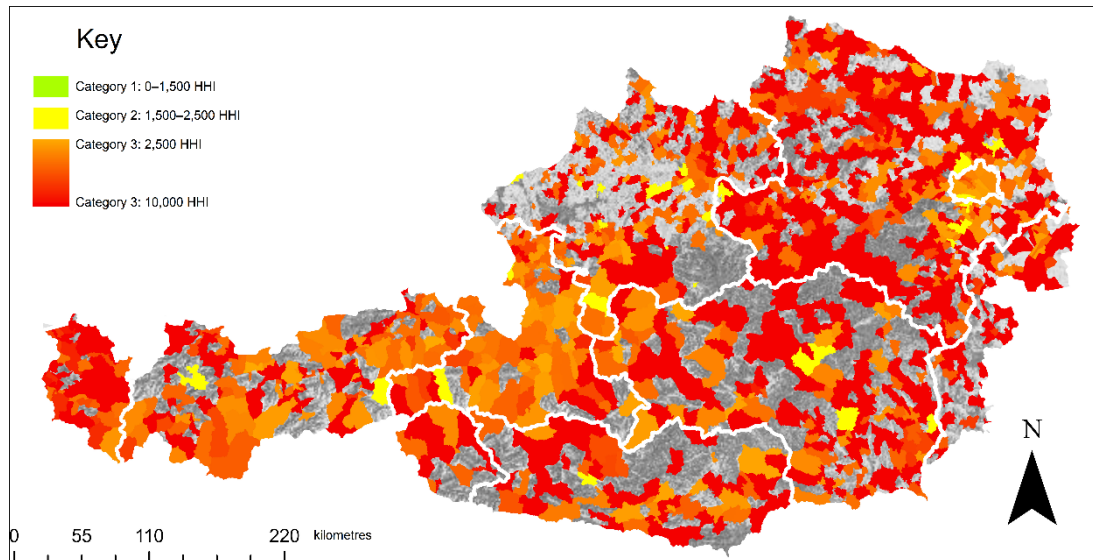 Key
Category 1: 0–1,500 HHI
Category 2: 1,500–2,500 HHI
Category 3: 2,500 HHI
Category 3: 10,000 HHI
N
0 55 110 220 kilometres